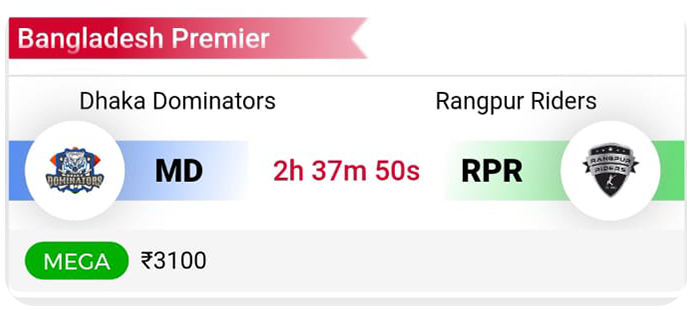 Bangladesh Premier
Dhaka Dominators Rangpur Riders
DOMINATORS MD 2h 37m 50s RPR RANGPUR RIDERS
MEGA ₹3100